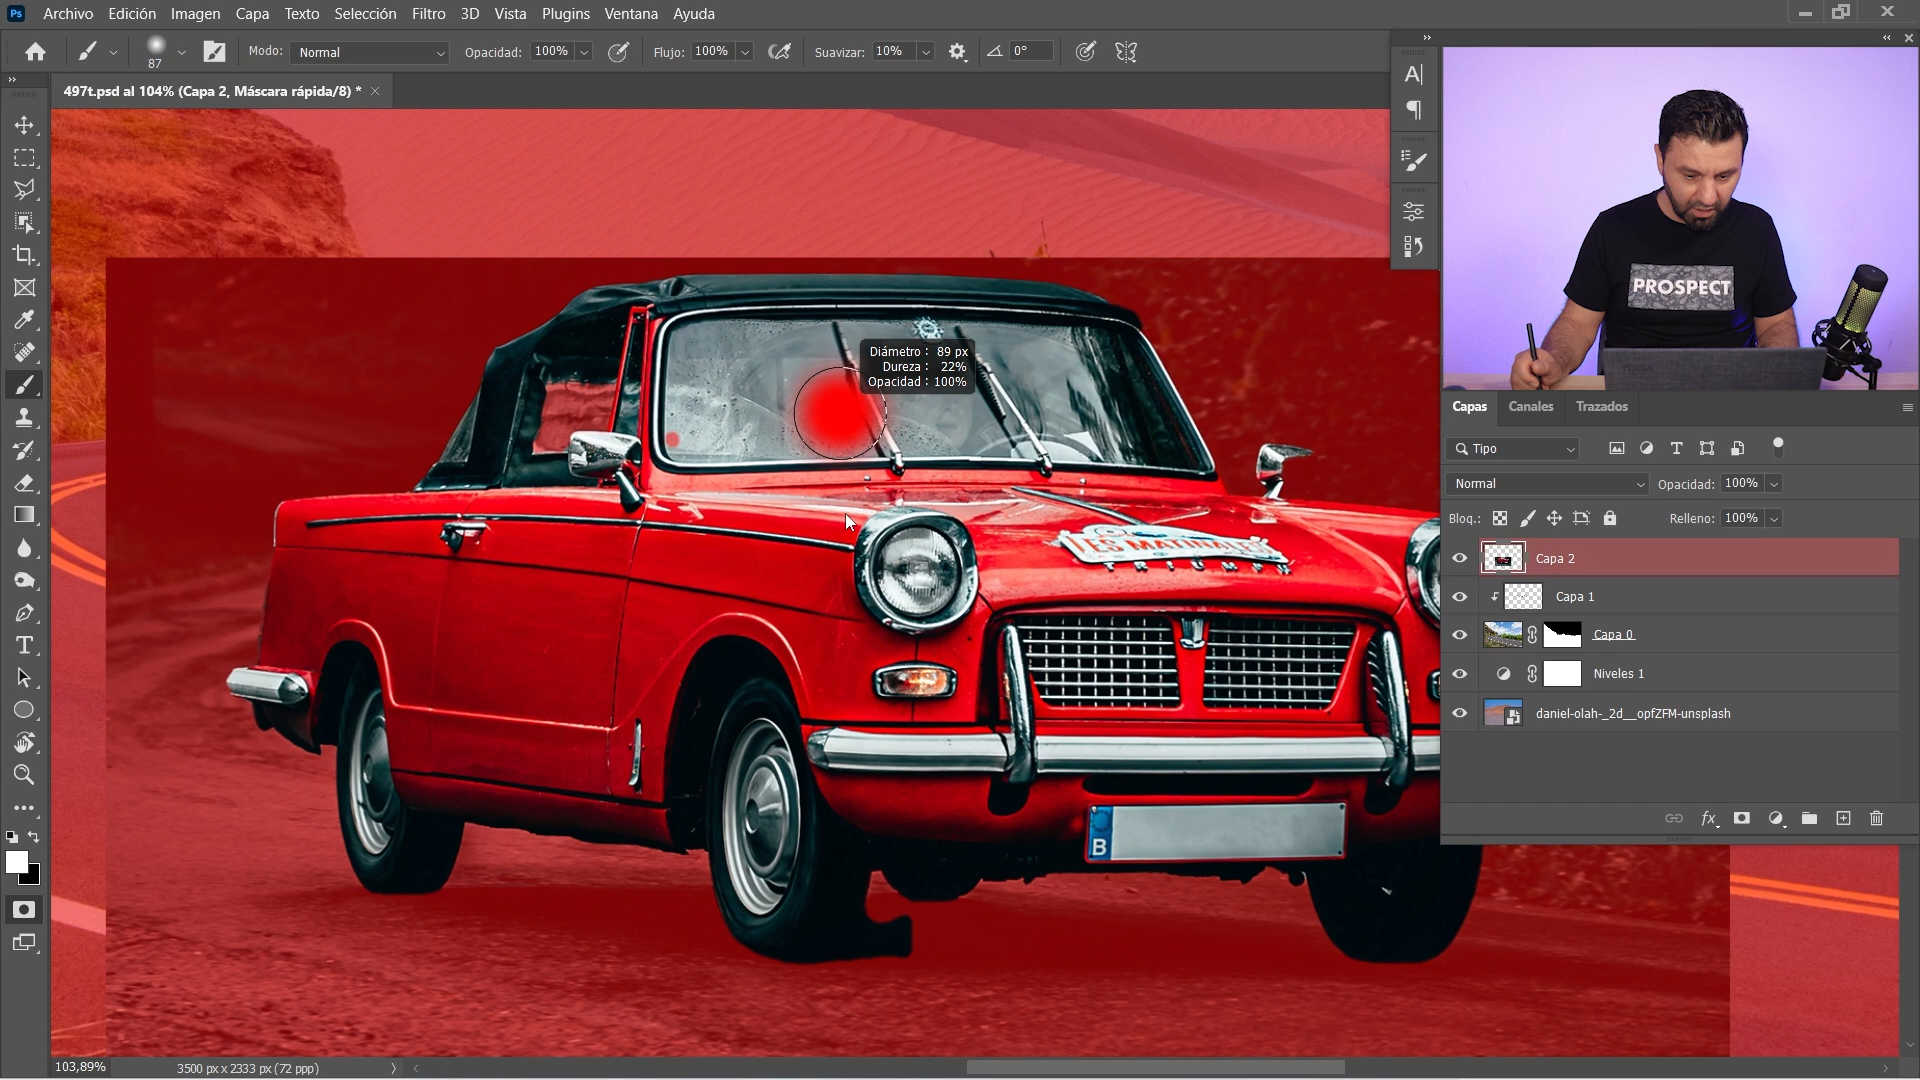 Ps Archivo Edición Imagen Capa Texto Selección Filtro 3D Vista Plugins Ventana Ayuda
87 Modo: Normal Opacidad: 100% Flujo: 100% Suavizar: 10% 0°
497t.psd al 104% (Capa 2, Máscara rápida/8) *
PROSPECT
YOGA
Diámetro : 89 px
Dureza : 22%
Opacidad : 100%
TRIUMPH
B
Capas Canales Trazados
Tipo
Normal Opacidad: 100%
Bloq.: Relleno: 100%
Capa 2
Capa 1
Capa 0
Niveles 1
daniel-olah-_2d__opfZFM-unsplash
fx
103,89% 3500 px x 2333 px (72 ppp)